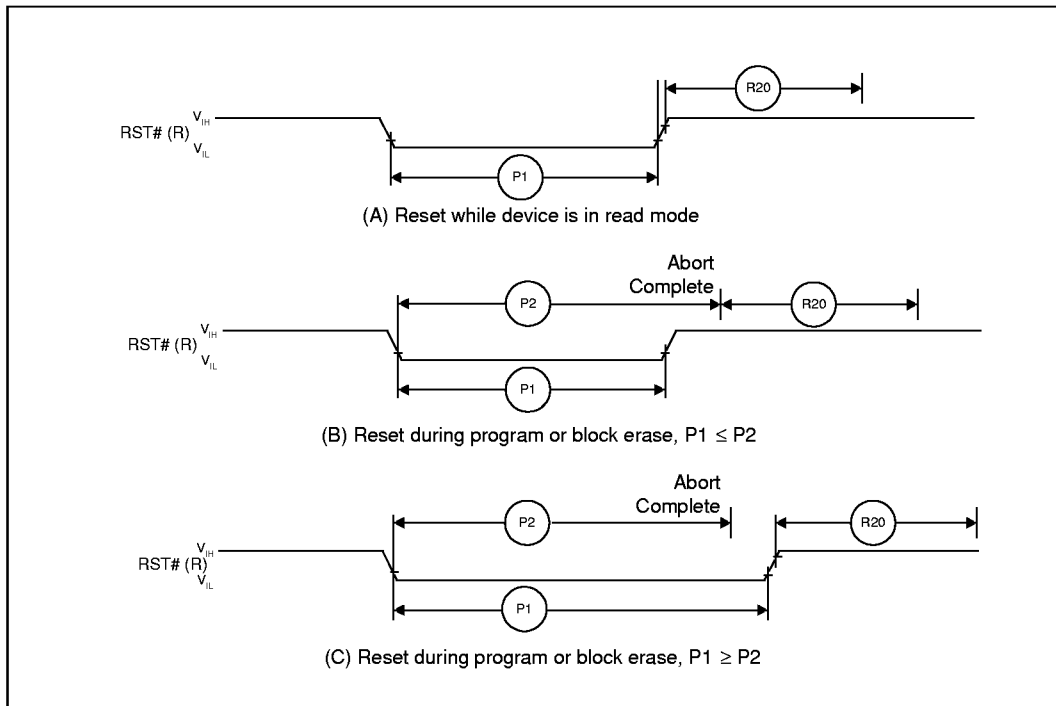 R20
V_IH
RST# (R)
V_IL
P1
(A) Reset while device is in read mode
Abort
Complete
P2
R20
V_IH
RST# (R)
V_IL
P1
(B) Reset during program or block erase, P1 ≤ P2
Abort
Complete
P2
R20
V_IH
RST# (R)
V_IL
P1
(C) Reset during program or block erase, P1 ≥ P2